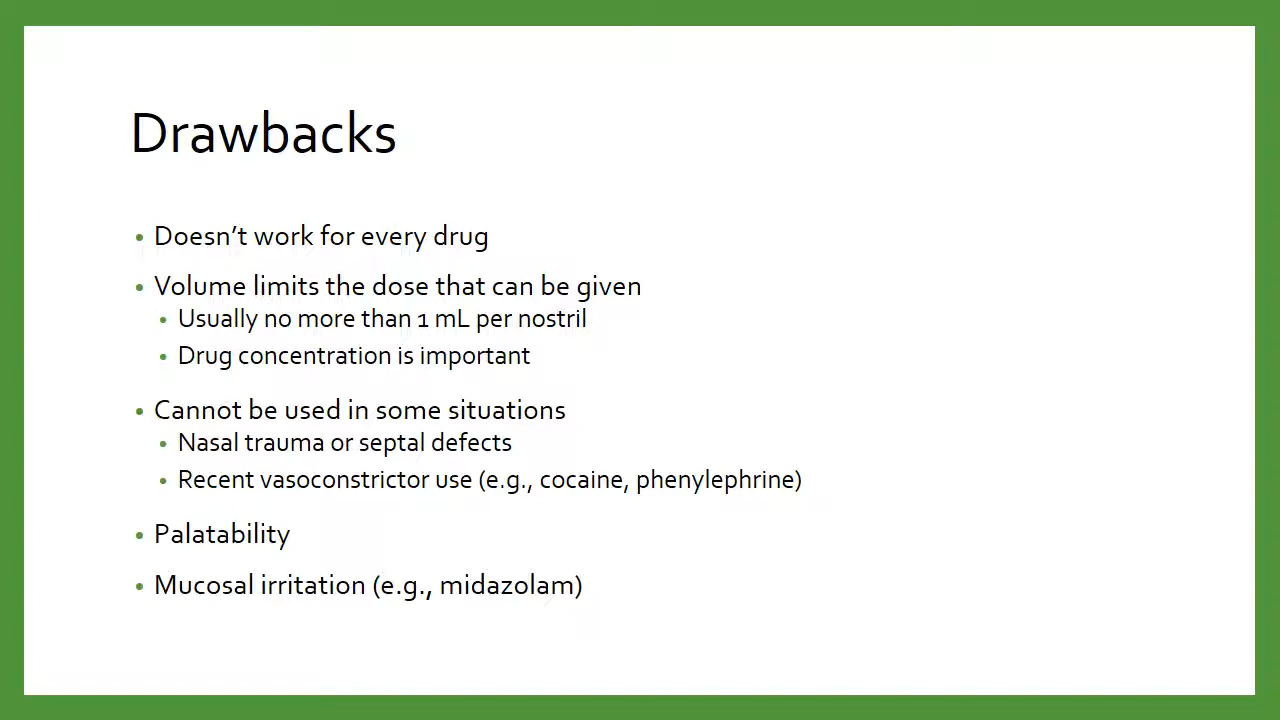 Drawbacks
• Doesn’t work for every drug
• Volume limits the dose that can be given
• Usually no more than 1 mL per nostril
• Drug concentration is important
• Cannot be used in some situations
• Nasal trauma or septal defects
• Recent vasoconstrictor use (e.g., cocaine, phenylephrine)
• Palatability
• Mucosal irritation (e.g., midazolam)